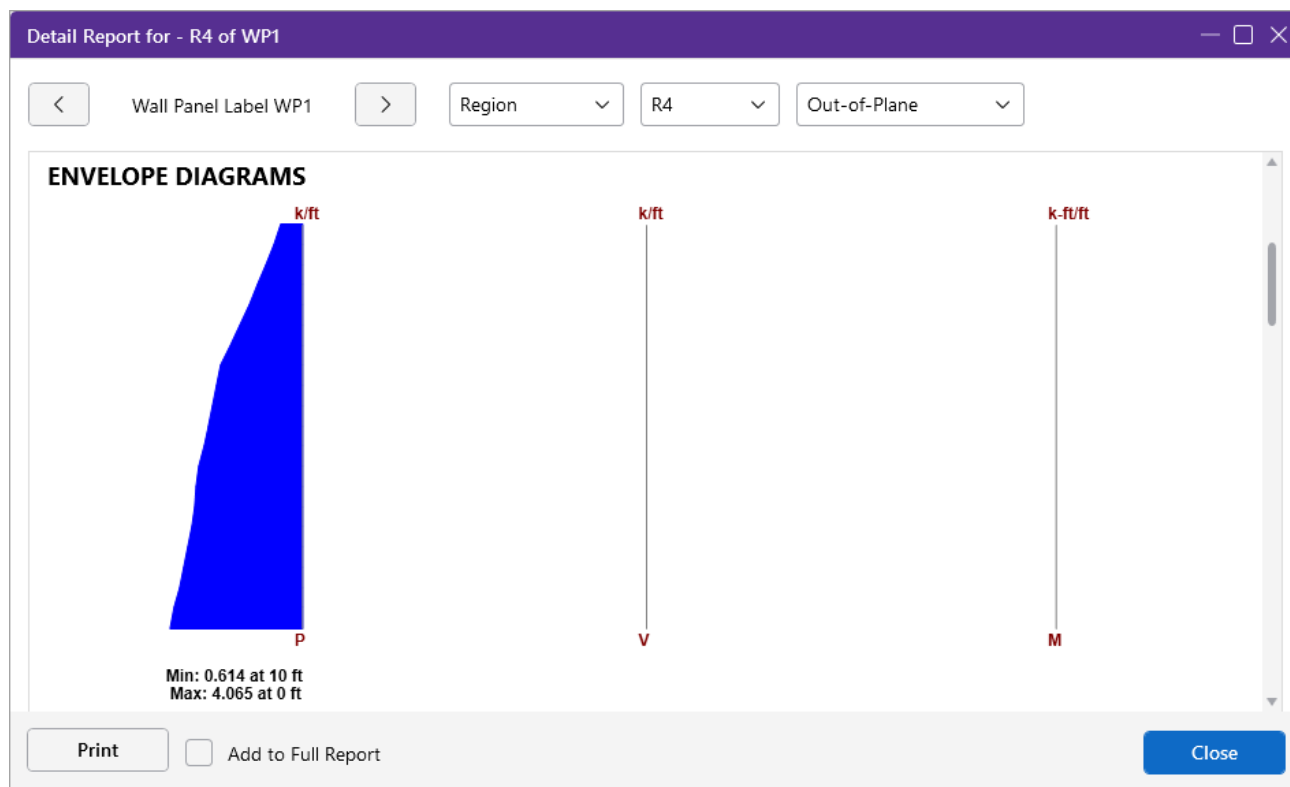 Detail Report for - R4 of WP1
Wall Panel Label WP1 Region R4 Out-of-Plane
ENVELOPE DIAGRAMS
k/ft k/ft k-ft/ft
P V M
Min: 0.614 at 10 ft
Max: 4.065 at 0 ft
Print Add to Full Report Close